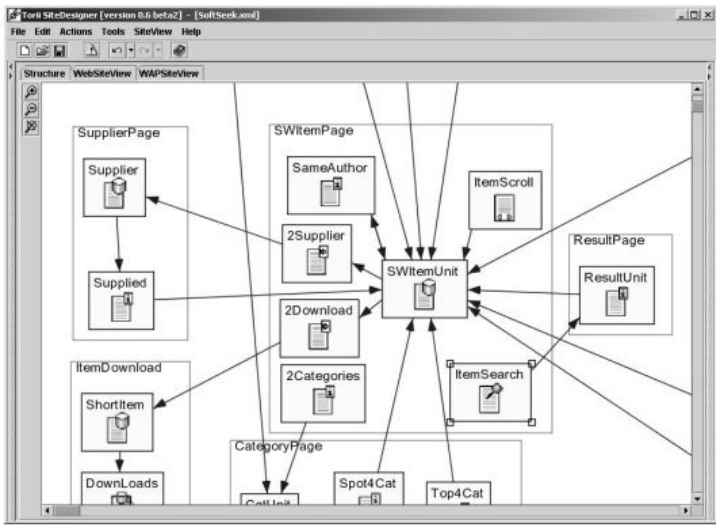 Torii SiteDesigner [version 0.6 beta2] - [SoftSeek.xml]
File Edit Actions Tools SiteView Help
Structure WebSiteView WAPSiteView
SupplierPage
Supplier
Supplied
SWItemPage
SameAuthor
ItemScroll
2Supplier
SWItemUnit
2Download
2Categories
ItemSearch
ResultPage
ResultUnit
ItemDownload
ShortItem
DownLoads
CategoryPage
CatUnit
Spot4Cat
Top4Cat